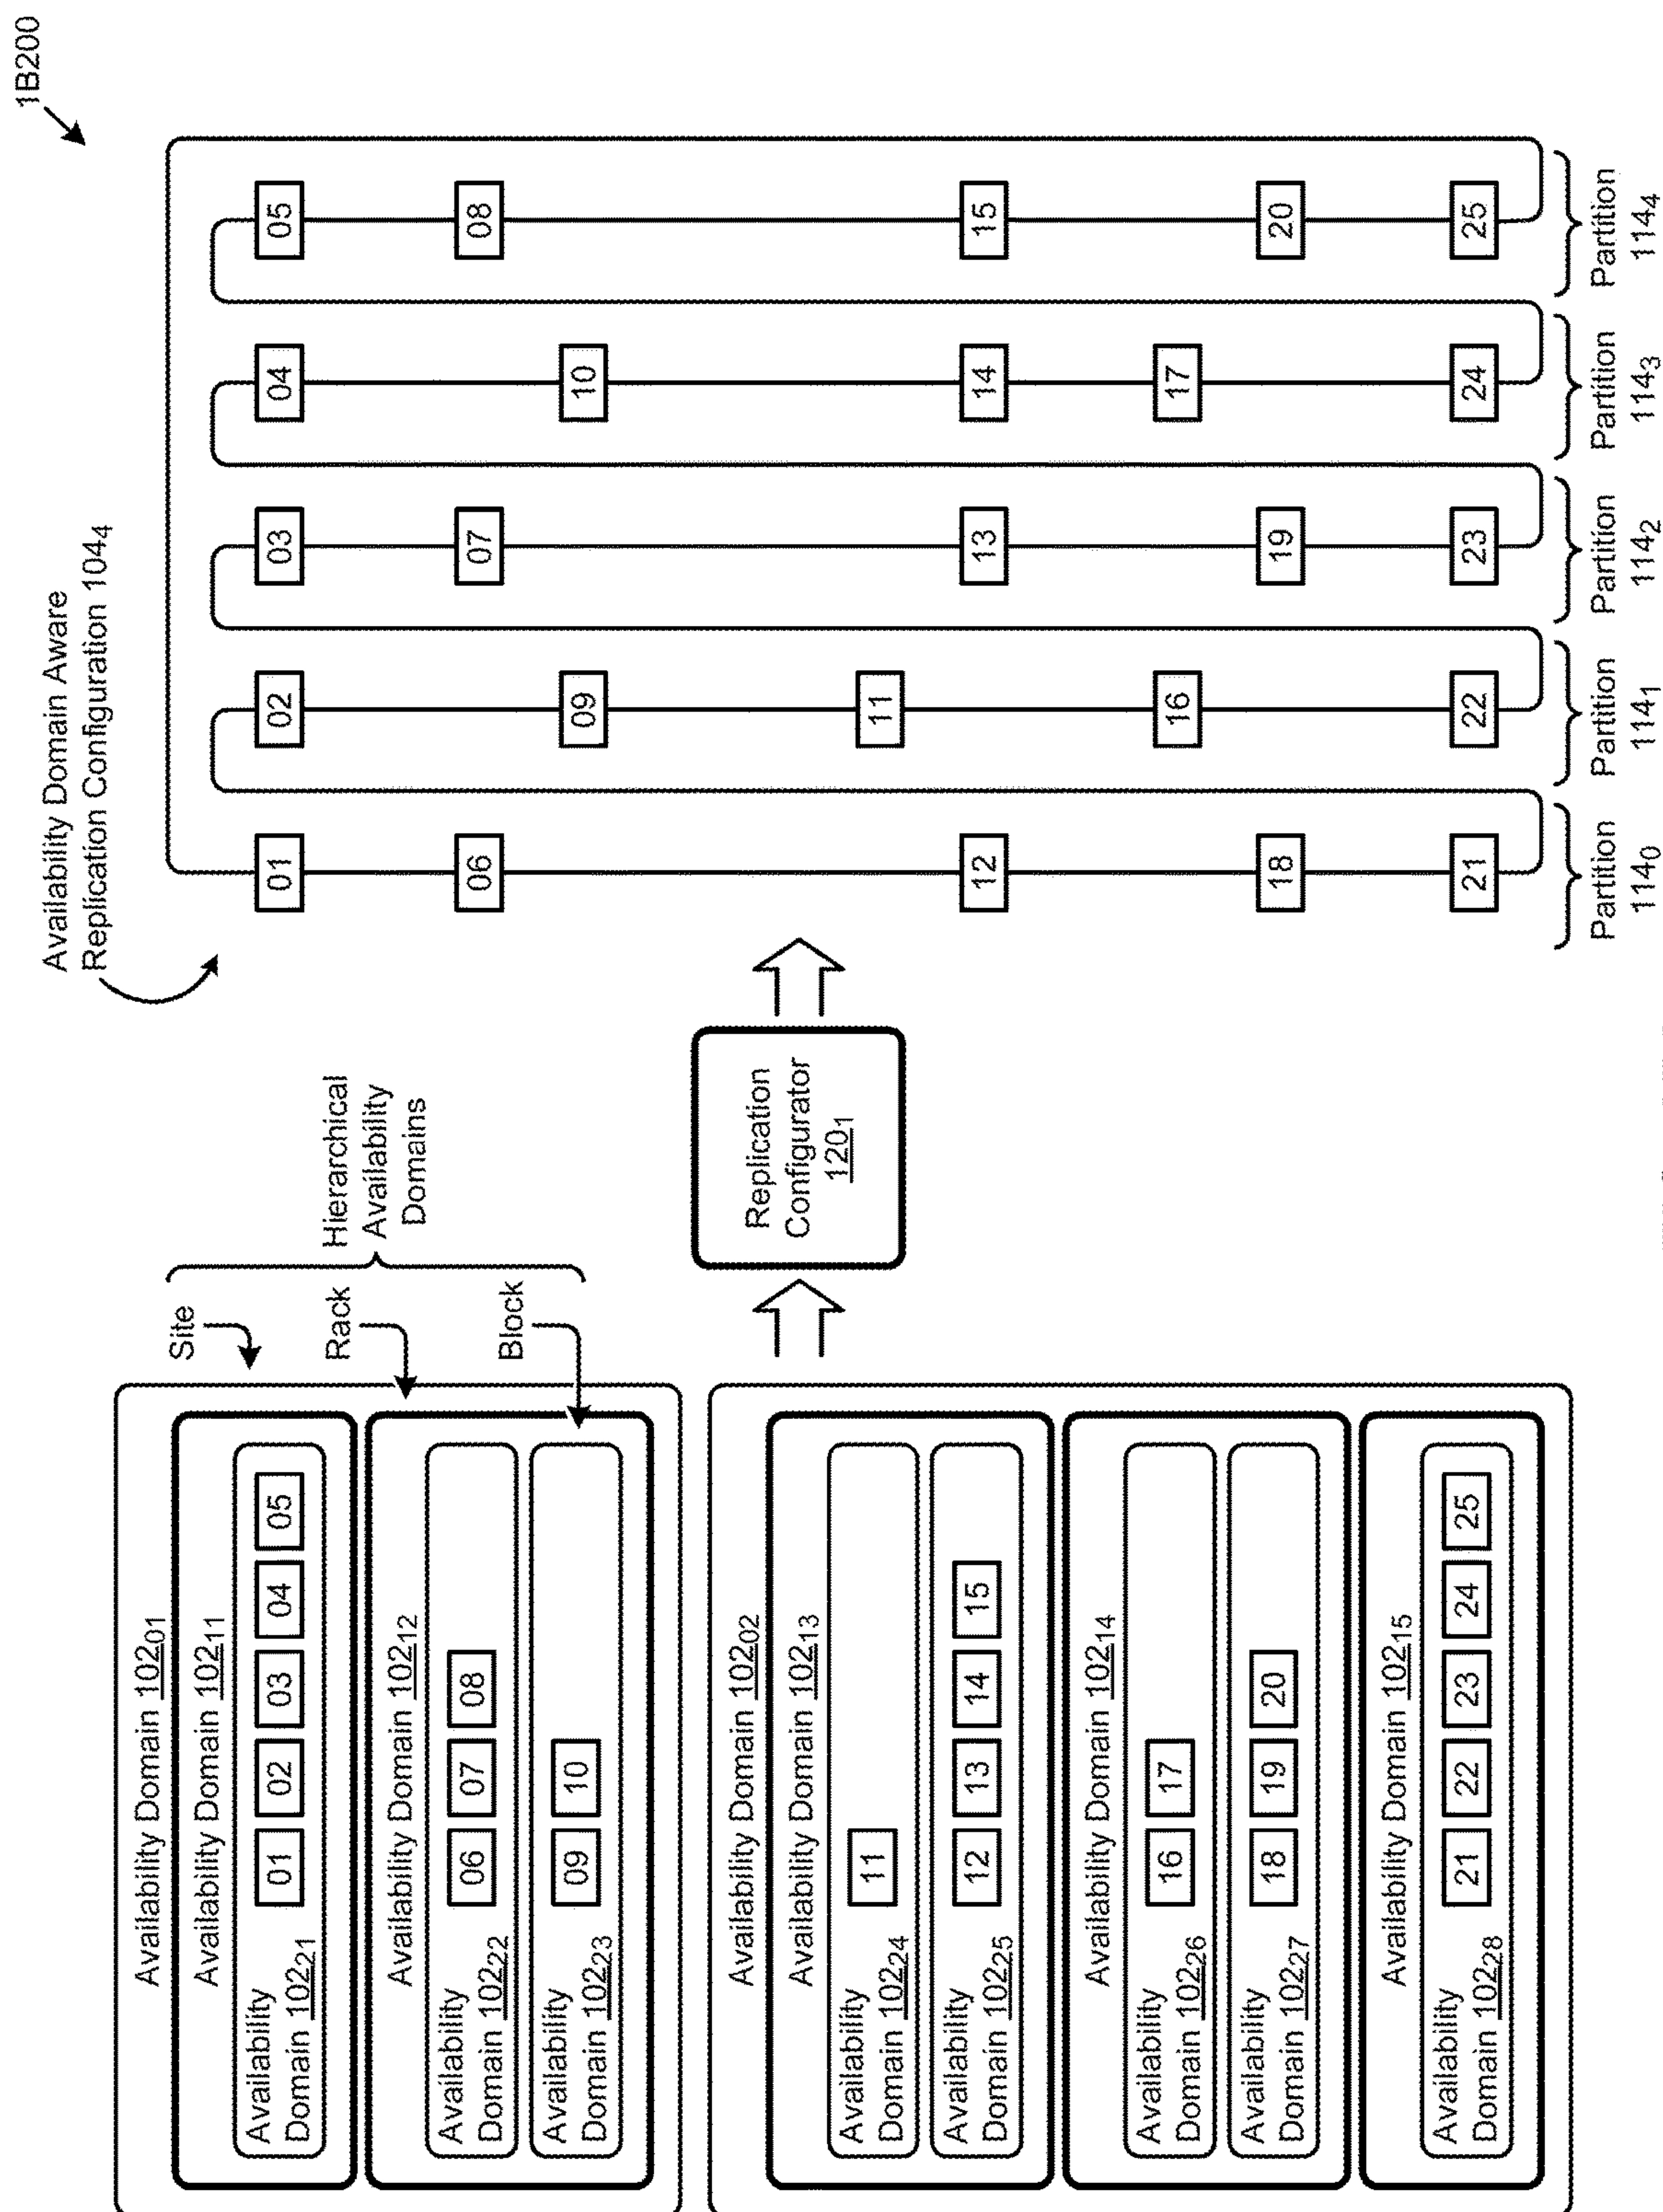 1B200
Availability Domain Aware
Replication Configuration 104₄
Hierarchical
Availability
Domains
Site
Rack
Block
Availability Domain 102₀₁
Availability Domain 102₁₁
Availability
Domain 102₂₁
01 02 03 04 05
Availability Domain 102₁₂
Availability
Domain 102₂₂
06 07 08
Availability
Domain 102₂₃
09 10
Availability Domain 102₀₂
Availability Domain 102₁₃
Availability
Domain 102₂₄
11
Availability
Domain 102₂₅
12 13 14 15
Availability Domain 102₁₄
Availability
Domain 102₂₆
16 17
Availability
Domain 102₂₇
18 19 20
Availability Domain 102₁₅
Availability
Domain 102₂₈
21 22 23 24 25
Replication
Configurator
120₁
01 02 03 04 05
06 07 08
09 10
11
12 13 14 15
16 17
18 19 20
21 22 23 24 25
Partition
114₀
Partition
114₁
Partition
114₂
Partition
114₃
Partition
114₄